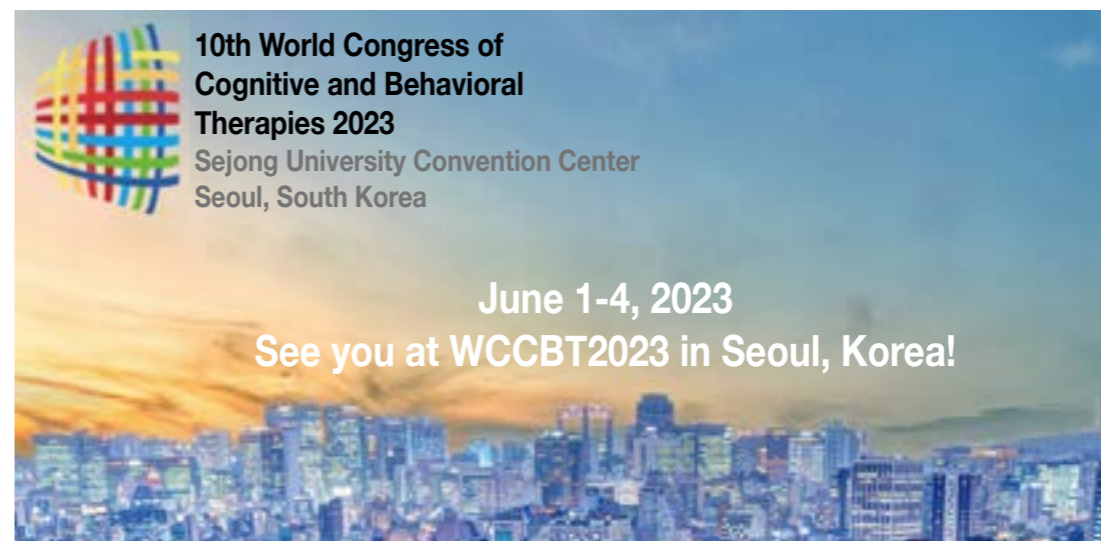 10th World Congress of
Cognitive and Behavioral
Therapies 2023
Sejong University Convention Center
Seoul, South Korea
June 1-4, 2023
See you at WCCBT2023 in Seoul, Korea!